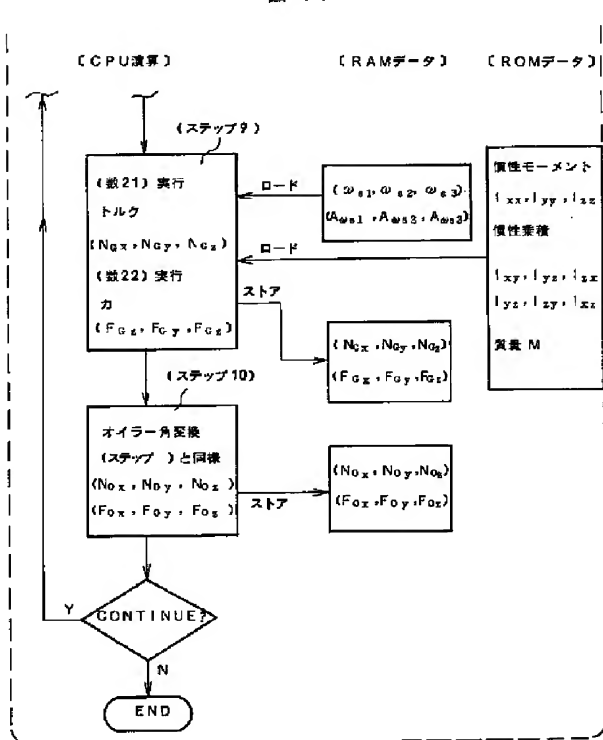 〔CPU演算〕
〔RAMデータ〕
〔ROMデータ〕
(ステップ9)
(数21)実行
トルク
(NGx,NGy,NGz)
(数22)実行
力
(FGx,FGy,FGz)
ロード
ロード
ストア
(ωs1,ωs2,ωs3)
(Aωs1,Aωs2,Aωs3)
慣性モーメント
Ixx,Iyy,Izz
慣性乗積
Ixy,Iyz,Izx
Iyx,Izy,Ixz
質量 M
(NGx,NGy,NGz)
(FGx,FGy,FGz)
(ステップ10)
オイラー角変換
(ステップ )と同様
(NOx,NOy,NOz)
(FOx,FOy,FOz)
ストア
(NOx,NOy,NOz)
(FOx,FOy,FOz)
CONTINUE?
Y
N
END